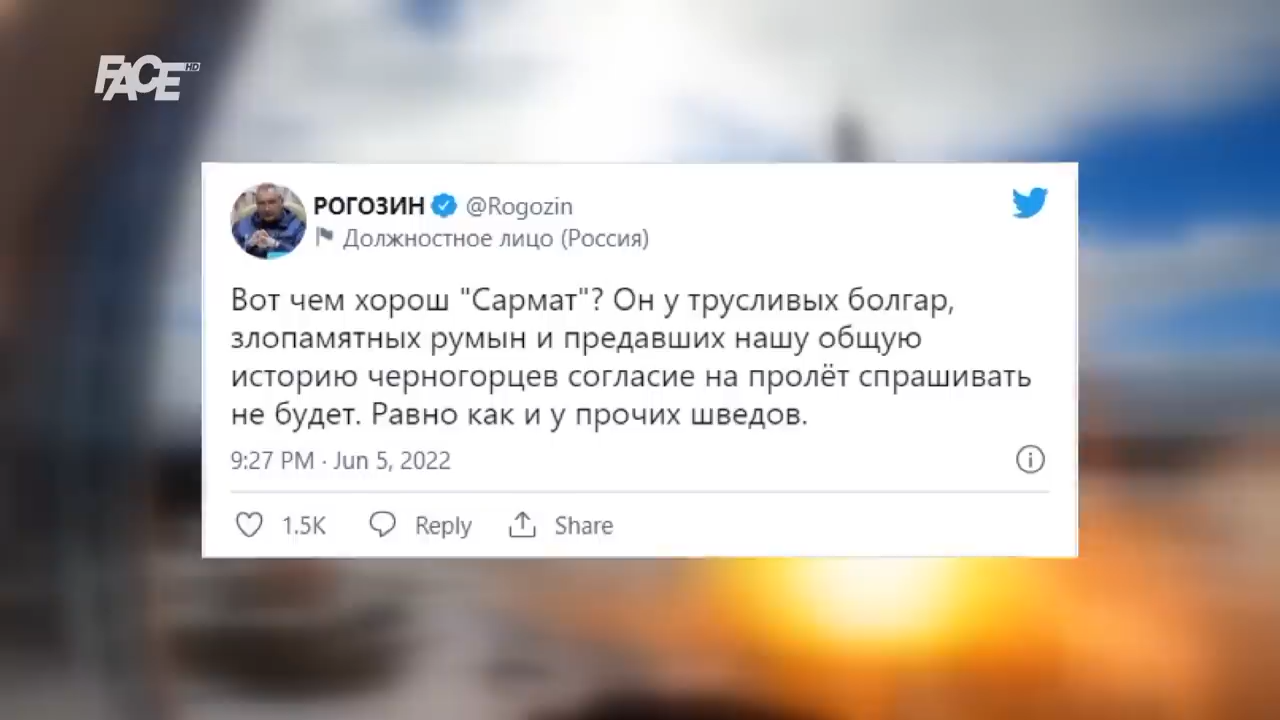 FACE HD
РОГОЗИН @Rogozin
Должностное лицо (Россия)
Вот чем хорош "Сармат"? Он у трусливых болгар,
злопамятных румын и предавших нашу общую
историю черногорцев согласие на пролёт спрашивать
не будет. Равно как и у прочих шведов.
9:27 PM · Jun 5, 2022
1.5K Reply Share